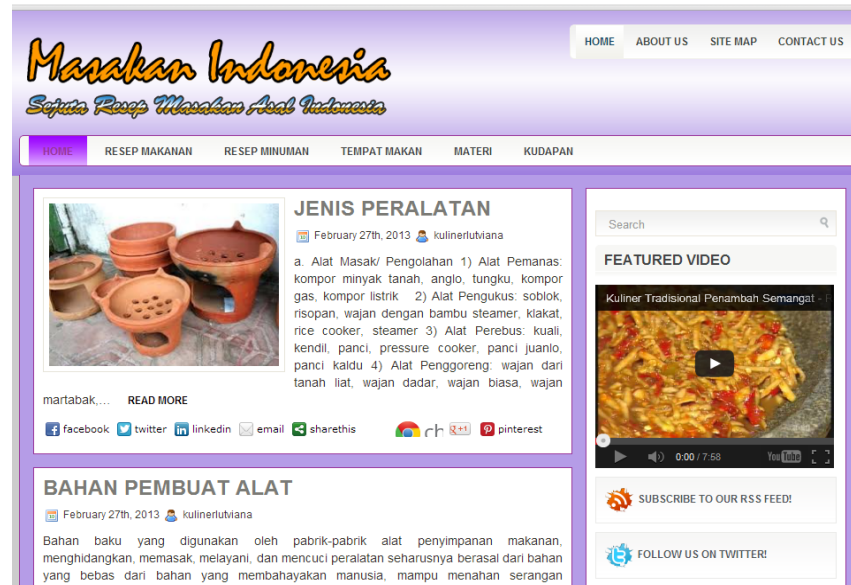 Masakan Indonesia
Sejuta Resep Masakan Asal Indonesia
HOME ABOUT US SITE MAP CONTACT US
HOME RESEP MAKANAN RESEP MINUMAN TEMPAT MAKAN MATERI KUDAPAN
JENIS PERALATAN
February 27th, 2013 kulinerlutviana
a. Alat Masak/ Pengolahan 1) Alat Pemanas:
kompor minyak tanah, anglo, tungku, kompor
gas, kompor listrik 2) Alat Pengukus: soblok,
risopan, wajan dengan bambu steamer, klakat,
rice cooker, steamer 3) Alat Perebus: kuali,
kendil, panci, pressure cooker, panci juanlo,
panci kaldu 4) Alat Penggoreng: wajan dari
tanah liat, wajan dadar, wajan biasa, wajan
martabak,... READ MORE
facebook twitter linkedin email sharethis ch +1 pinterest
BAHAN PEMBUAT ALAT
February 27th, 2013 kulinerlutviana
Bahan baku yang digunakan oleh pabrik-pabrik alat penyimpanan makanan,
menghidangkan, memasak, melayani, dan mencuci peralatan seharusnya berasal dari bahan
yang bebas dari bahan yang membahayakan manusia, mampu menahan serangan
Search
FEATURED VIDEO
Kuliner Tradisional Penambah Semangat -
0:00 / 7:58 YouTube
SUBSCRIBE TO OUR RSS FEED!
FOLLOW US ON TWITTER!